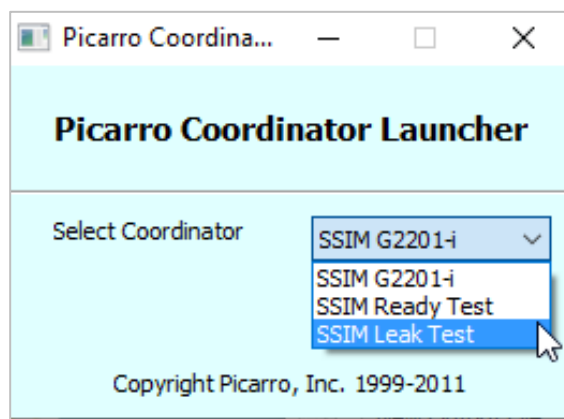 Picarro Coordina...
Picarro Coordinator Launcher
Select Coordinator
SSIM G2201-i
SSIM G2201-i
SSIM Ready Test
SSIM Leak Test
Copyright Picarro, Inc. 1999-2011